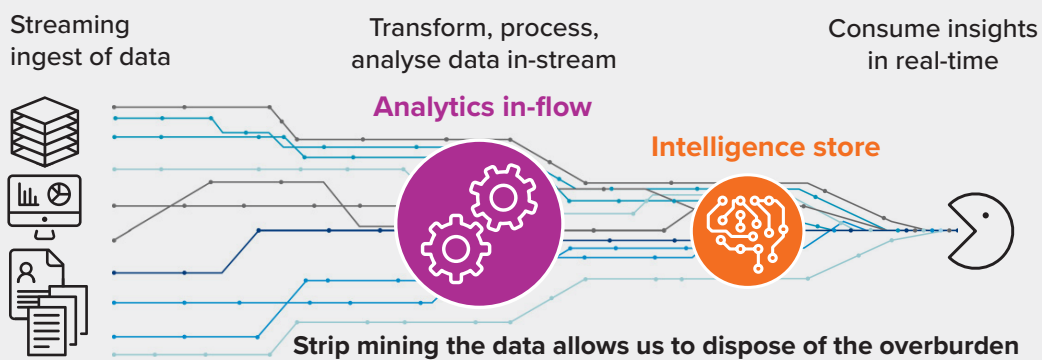 Streaming
ingest of data
Transform, process,
analyse data in-stream
Consume insights
in real-time
Analytics in-flow
Intelligence store
Strip mining the data allows us to dispose of the overburden